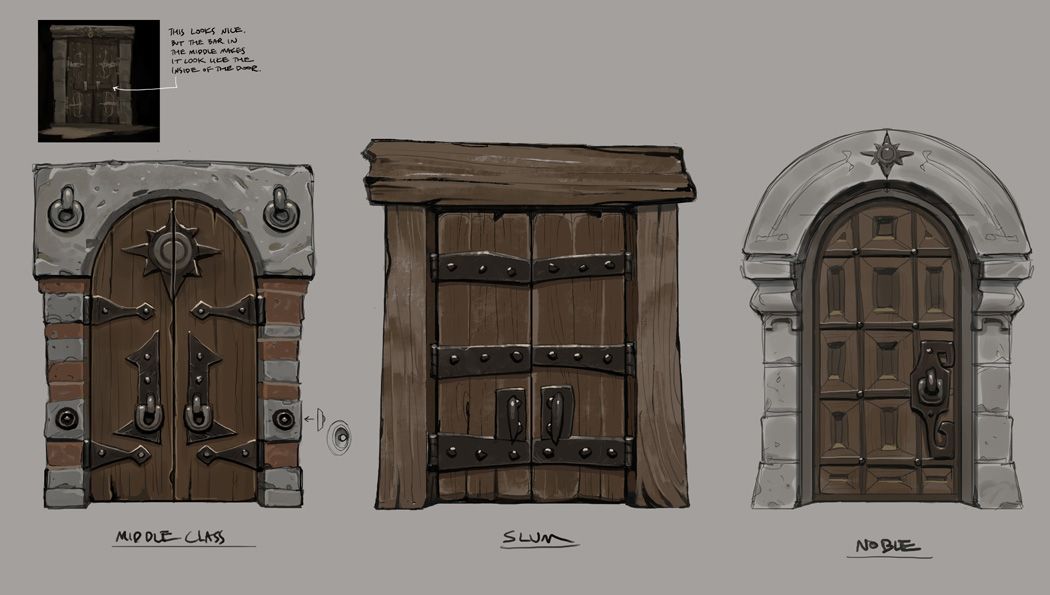 THIS LOOKS NICE.
BUT THE BAR IN
THE MIDDLE MAKES
IT LOOK LIKE THE
INSIDE OF THE DOOR.
MIDDLE CLASS
SLUM
NOBLE